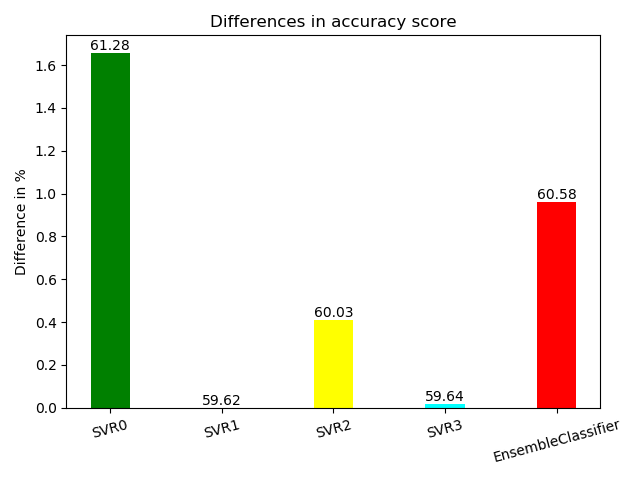 Differences in accuracy score
Difference in %
1.6
1.4
1.2
1.0
0.8
0.6
0.4
0.2
0.0
61.28
59.62
60.03
59.64
60.58
SVR0
SVR1
SVR2
SVR3
EnsembleClassifier